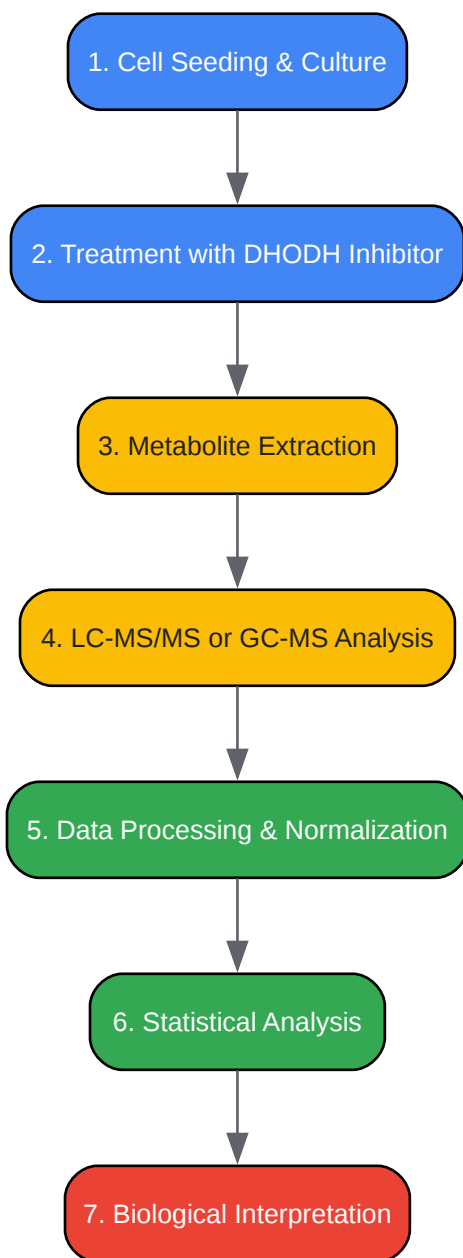 1. Cell Seeding & Culture
2. Treatment with DHODH Inhibitor
3. Metabolite Extraction
4. LC-MS/MS or GC-MS Analysis
5. Data Processing & Normalization
6. Statistical Analysis
7. Biological Interpretation